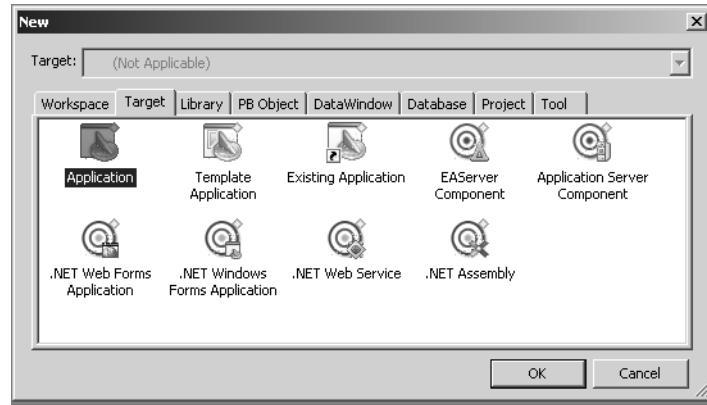 New
Target: (Not Applicable)
Workspace Target Library PB Object DataWindow Database Project Tool
Application
Template
Application
Existing Application
EAServer
Component
Application Server
Component
.NET Web Forms
Application
.NET Windows
Forms Application
.NET Web Service
.NET Assembly
OK Cancel